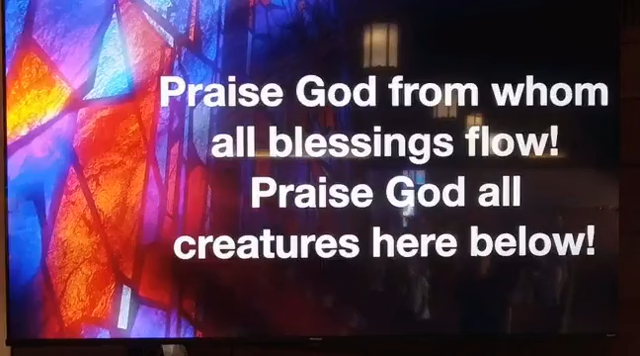 Praise God from whom
all blessings flow!
Praise God all
creatures here below!